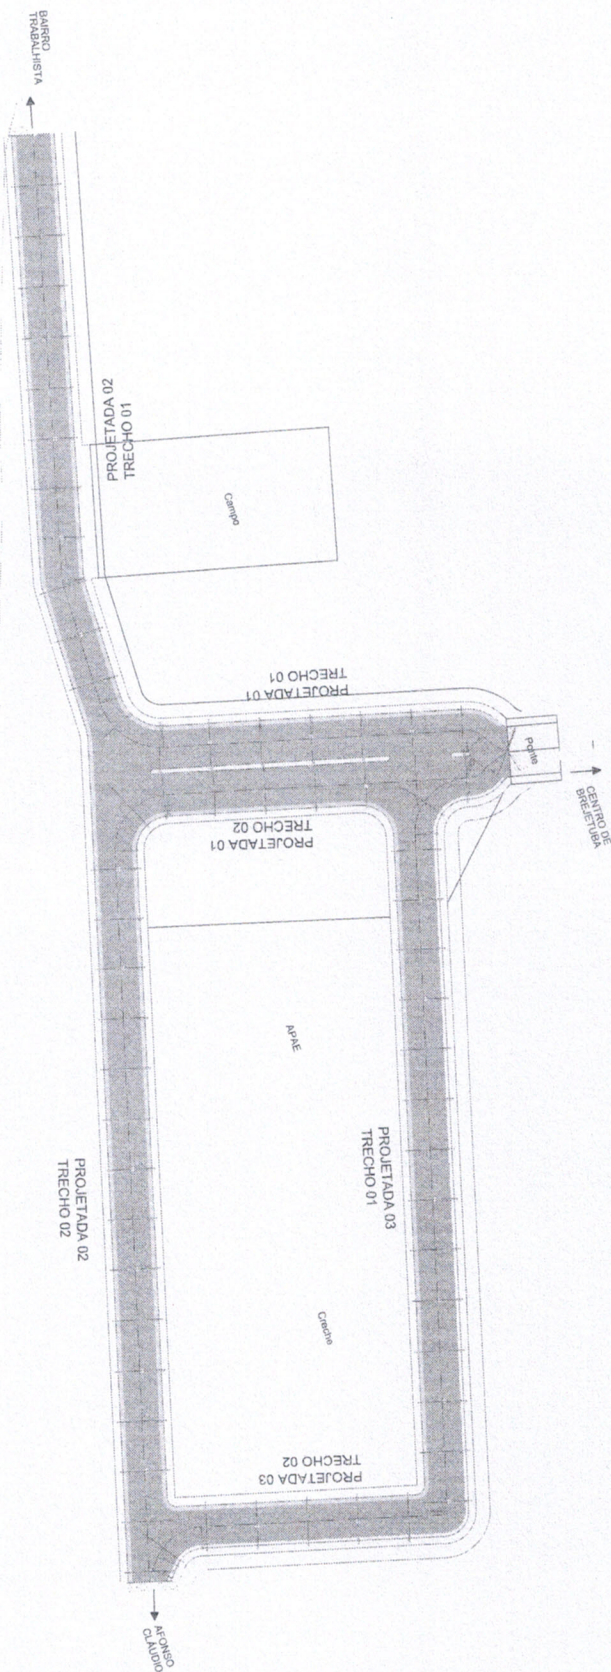 BAIRRO
TRABALHISTA
PROJETADA 02
TRECHO 01
Campo
PROJETADA 01
TRECHO 01
Ponte
CENTRO DE
BREJETUBA
PROJETADA 01
TRECHO 02
APAE
PROJETADA 03
TRECHO 01
PROJETADA 02
TRECHO 02
Creche
PROJETADA 03
TRECHO 02
AFONSO
CLÁUDIO